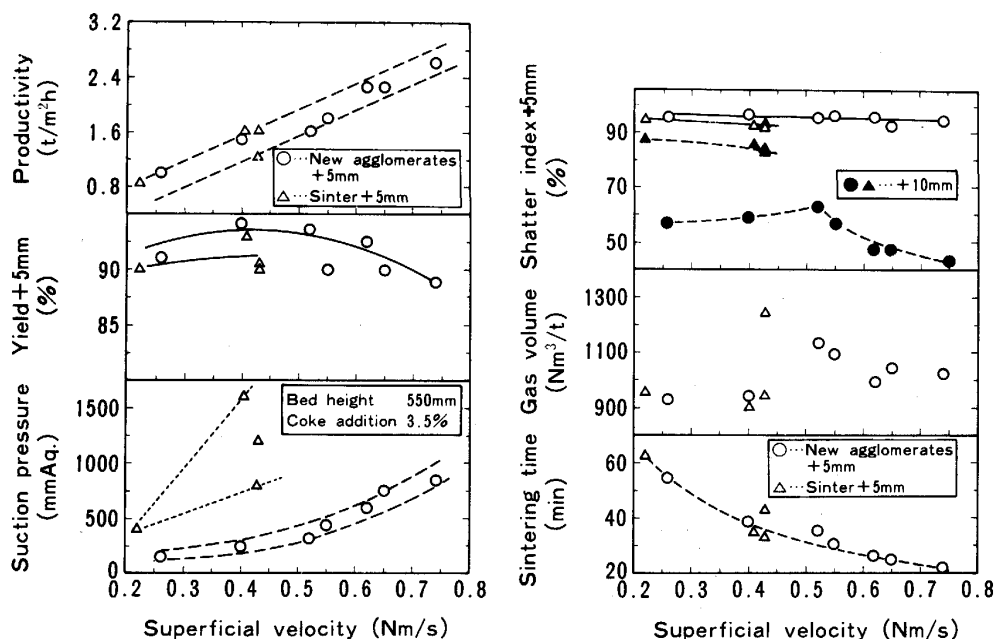 Productivity
(t/m²h)
3.2
2.4
1.6
0.8
○···New agglomerates
+5mm
△···Sinter+5mm
Yield+5mm
(%)
90
85
Suction pressure
(mmAq.)
1500
1000
500
250
0
Bed height 550mm
Coke addition 3.5%
0.2 0.3 0.4 0.5 0.6 0.7 0.8
Superficial velocity (Nm/s)
Shatter index+5mm
(%)
90
70
50
●▲···+10mm
Gas volume
(Nm³/t)
1300
1100
900
Sintering time
(min)
60
40
20
○···New agglomerates
+5mm
△···Sinter+5mm
0.2 0.3 0.4 0.5 0.6 0.7 0.8
Superficial velocity (Nm/s)